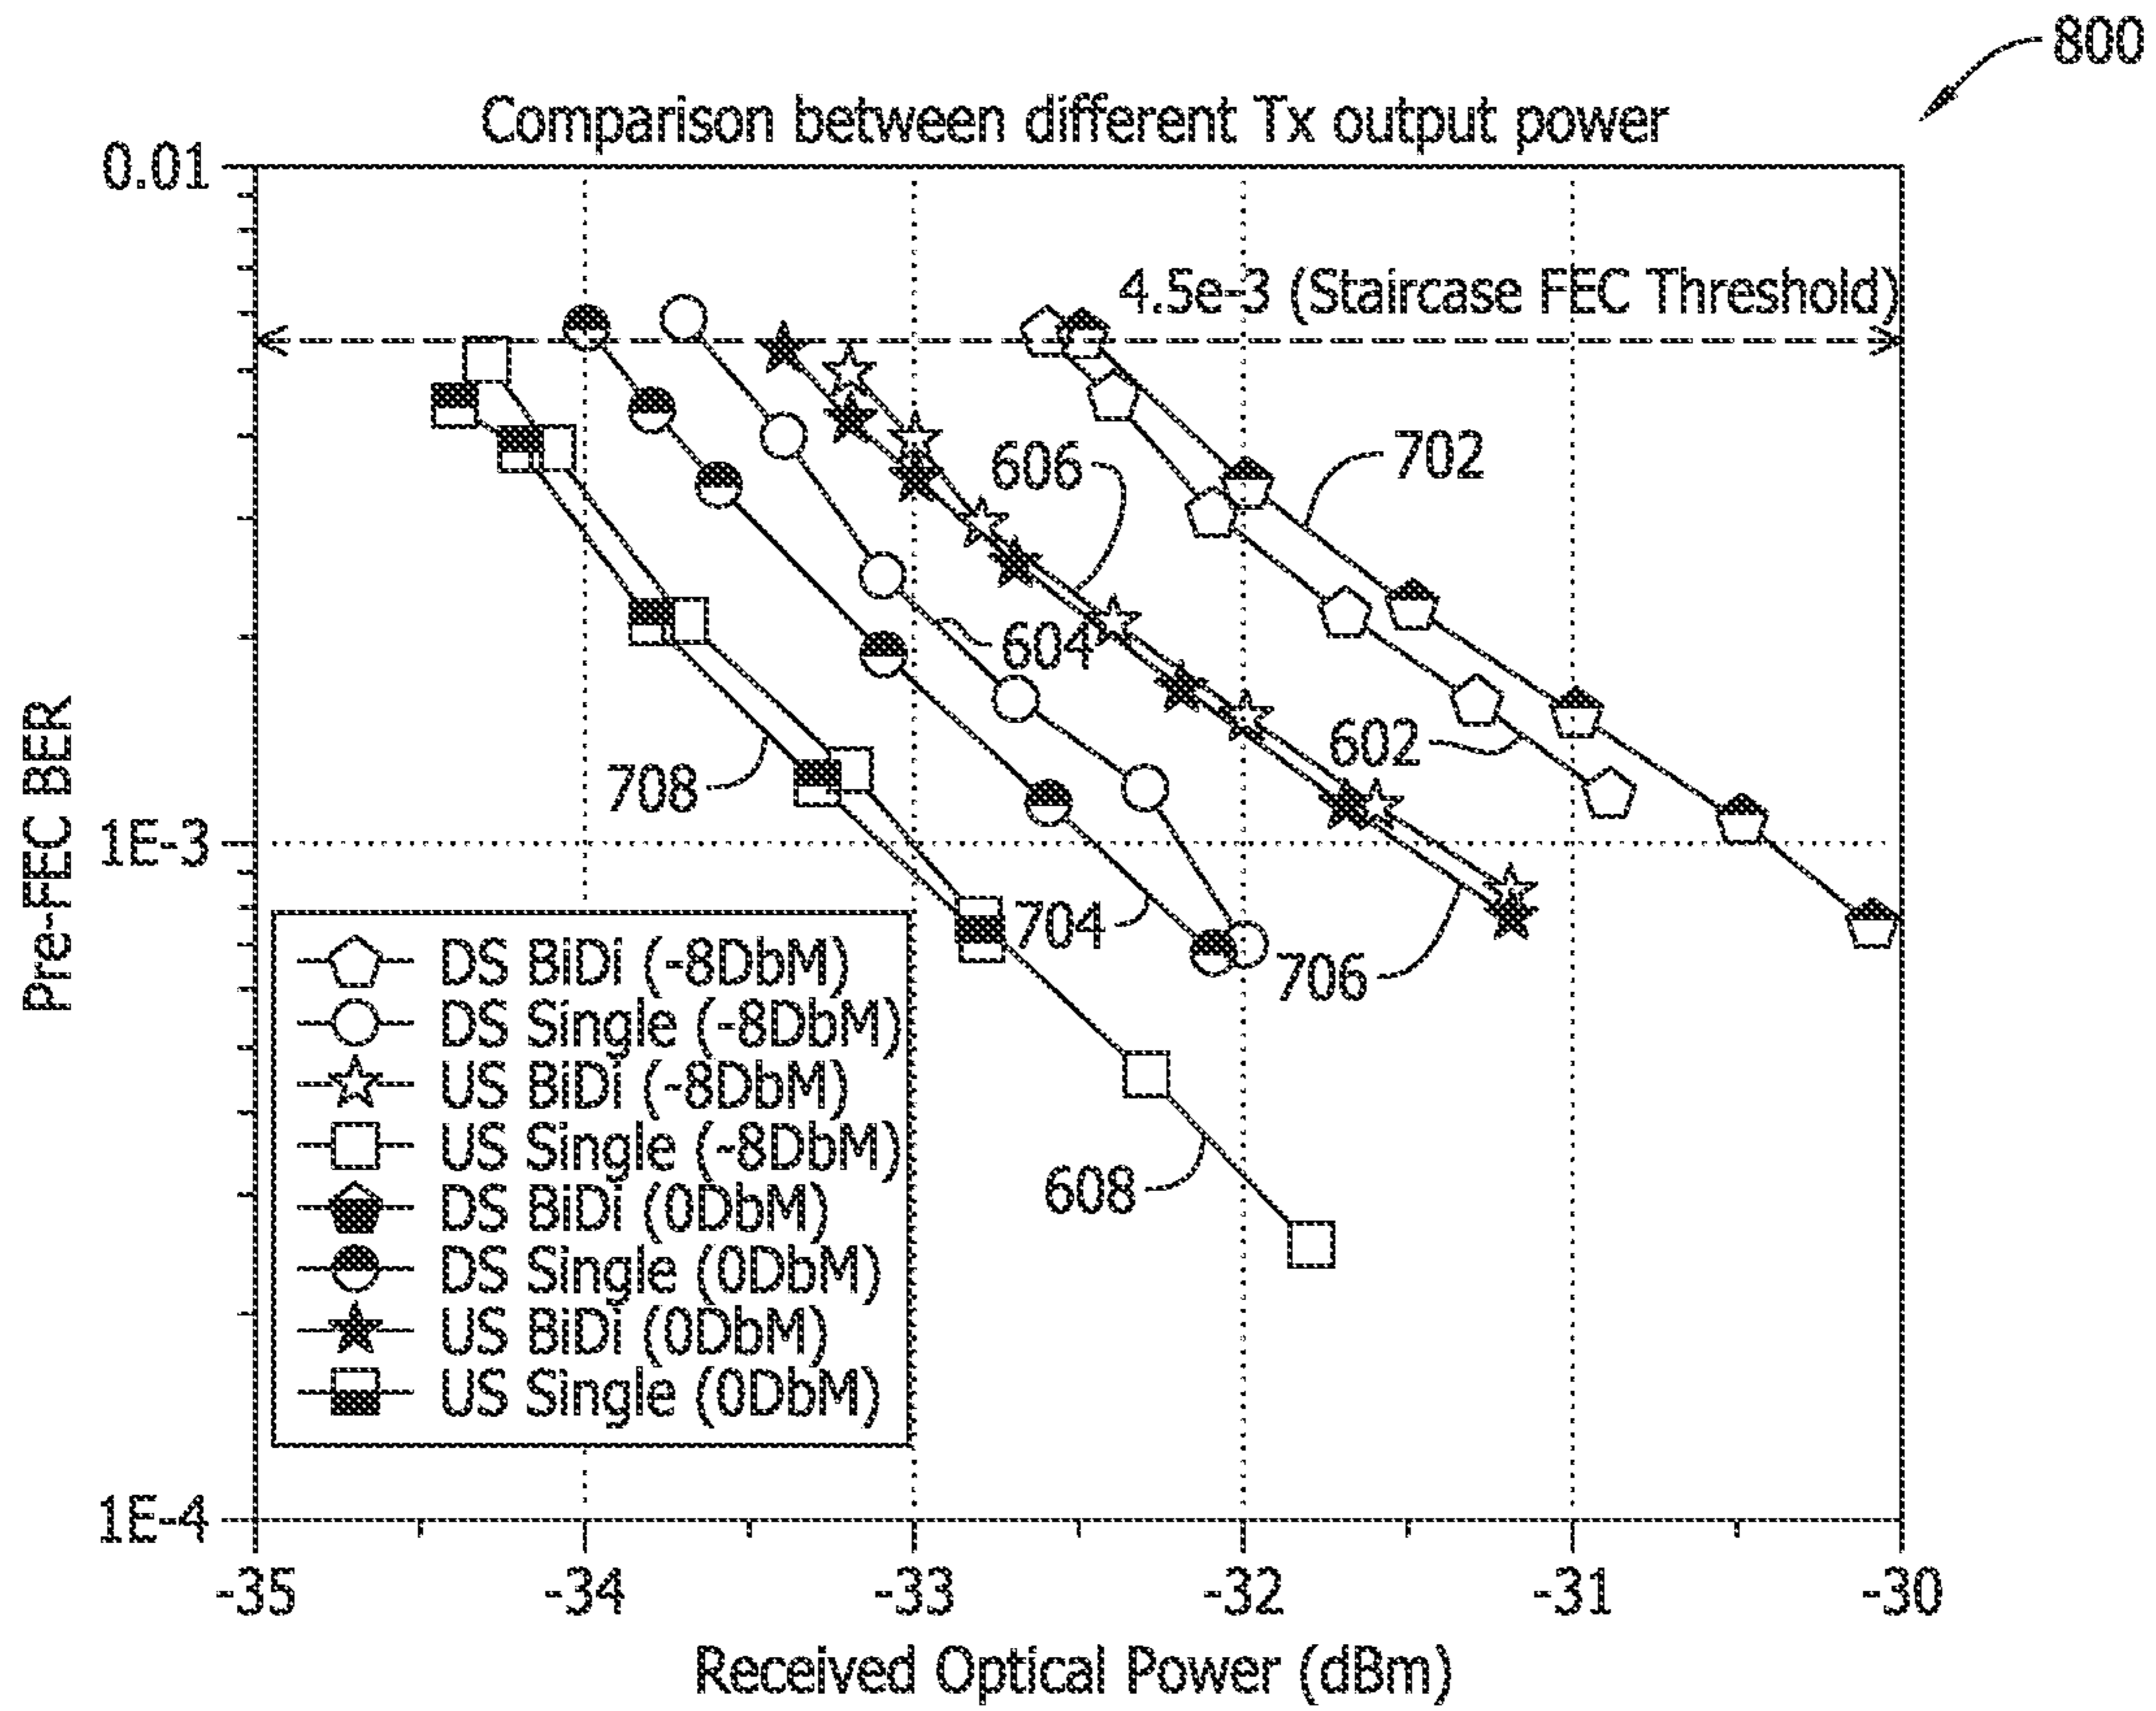 800
Comparison between different Tx output power
0.01
4.5e-3 (Staircase FEC Threshold)
606
702
604
602
708
Pre-FEC BER
1E-3
704
706
DS BiDi (-8DbM)
DS Single (-8DbM)
US BiDi (-8DbM)
US Single (-8DbM)
DS BiDi (0DbM)
DS Single (0DbM)
US BiDi (0DbM)
US Single (0DbM)
608
1E-4
-35 -34 -33 -32 -31 -30
Received Optical Power (dBm)